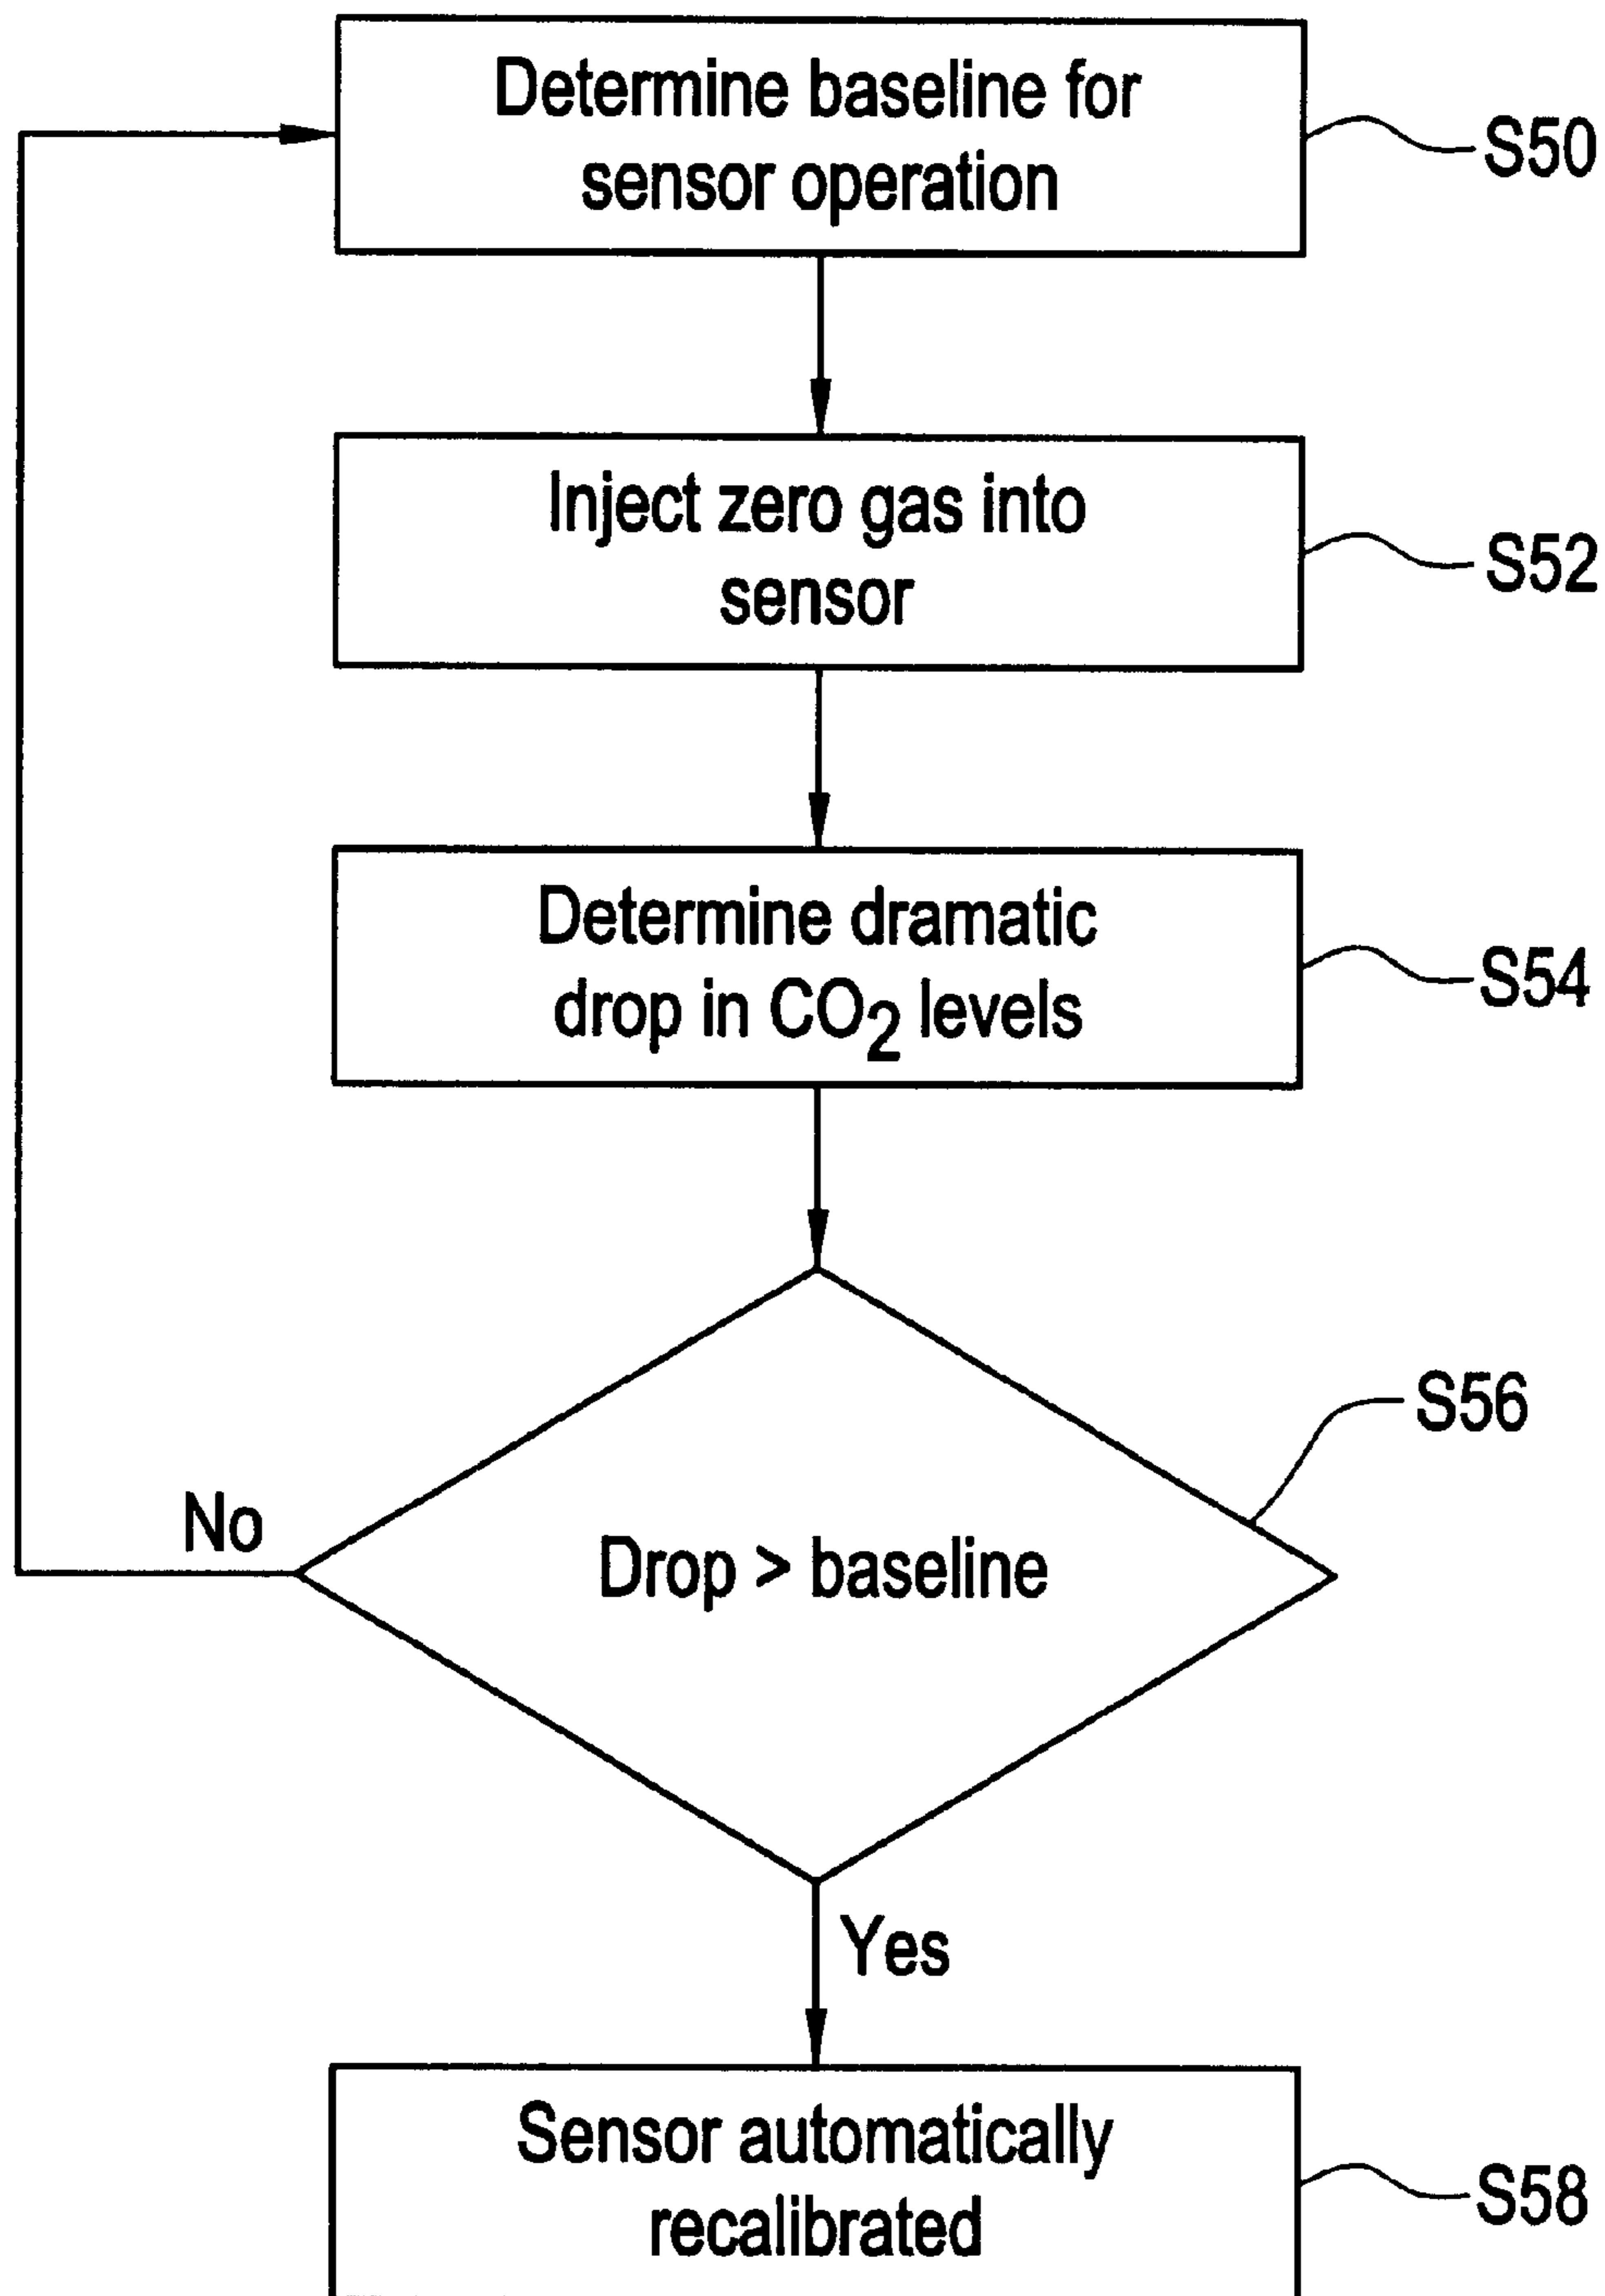 Determine baseline for
sensor operation
S50
Inject zero gas into
sensor
S52
Determine dramatic
drop in CO₂ levels
S54
S56
No
Drop > baseline
Yes
Sensor automatically
recalibrated
S58